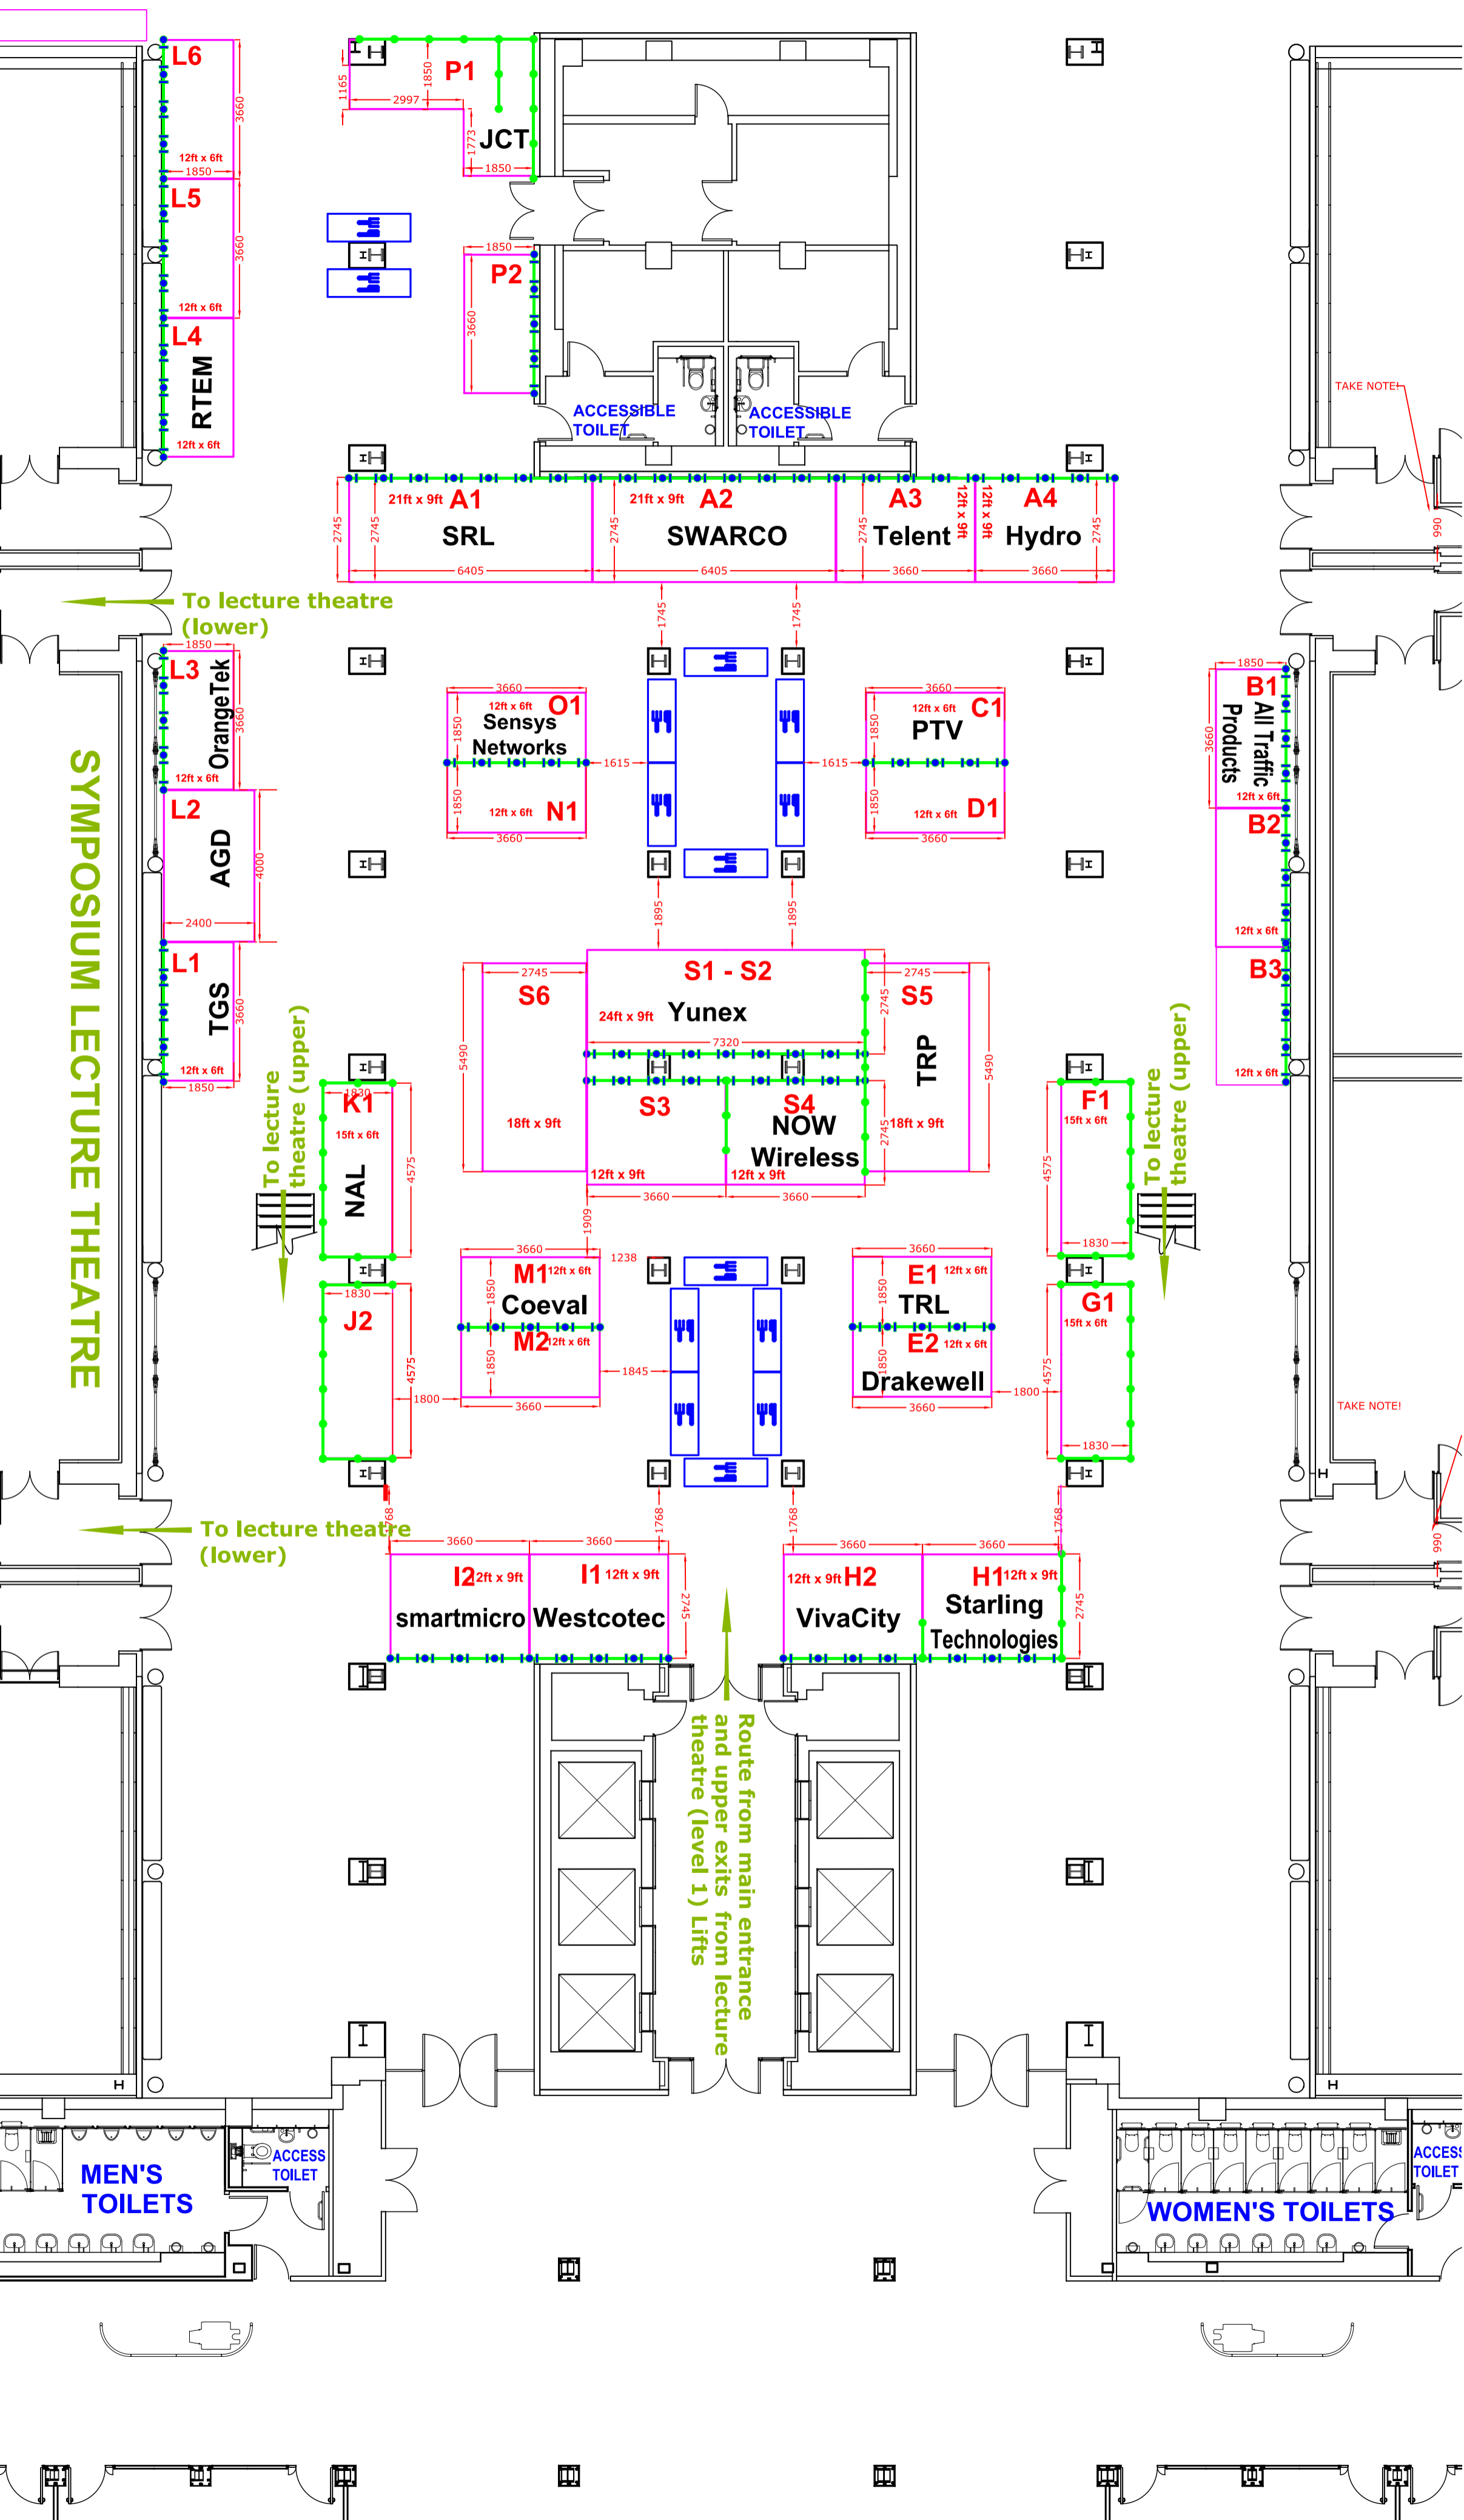 L6
3660
12ft x 6ft
1850
L5
3660
12ft x 6ft
L4
RTEM
12ft x 6ft
P1
1165
1850
2997
1773
JCT
1850
1850
P2
3660
ACCESSIBLE
TOILET
ACCESSIBLE
TOILET
TAKE NOTE!
990
21ft x 9ft A1
SRL
2745
2745
6405
21ft x 9ft A2
SWARCO
2745
6405
A3
Telent
12ft x 9ft
2745
3660
A4
Hydro
12ft x 9ft
2745
3660
To lecture theatre
(lower)
1745
1745
1850
L3
OrangeTek
3660
12ft x 6ft
L2
AGD
4000
2400
L1
TGS
3660
12ft x 6ft
1850
SYMPOSIUM LECTURE THEATRE
3660
12ft x 6ft O1
Sensys
Networks
1850
1615
1850
12ft x 6ft N1
3660
3660
12ft x 6ft C1
PTV
1850
1615
1850
12ft x 6ft D1
3660
1850
B1
All Traffic
Products
3660
12ft x 6ft
B2
12ft x 6ft
B3
12ft x 6ft
1895
1895
S1 - S2
24ft x 9ft Yunex
7320
2745
2745
S6
5490
18ft x 9ft
2745
S5
TRP
5490
18ft x 9ft
S3
12ft x 9ft
3660
S4
NOW
Wireless
12ft x 9ft
2745
3660
1909
To lecture
theatre (upper)
To lecture
theatre (upper)
1830
K1
15ft x 6ft
NAL
4575
1830
J2
4575
1800
F1
15ft x 6ft
4575
1830
G1
15ft x 6ft
4575
1830
1800
3660
1238
M1 12ft x 6ft
Coeval
1850
M2 12ft x 6ft
1850
1845
3660
3660
E1 12ft x 6ft
TRL
1850
E2 12ft x 6ft
1850
Drakewell
3660
TAKE NOTE!
990
To lecture theatre
(lower)
1768
1768
1768
1768
3660
I2 12ft x 9ft
smartmicro
3660
I1 12ft x 9ft
Westcotec
2745
3660
12ft x 9ft H2
VivaCity
3660
H1 12ft x 9ft
Starling
Technologies
2745
Route from main entrance
and upper exits from lecture
theatre (level 1) Lifts
MEN'S
TOILETS
ACCESS
TOILET
WOMEN'S TOILETS
ACCESS
TOILET